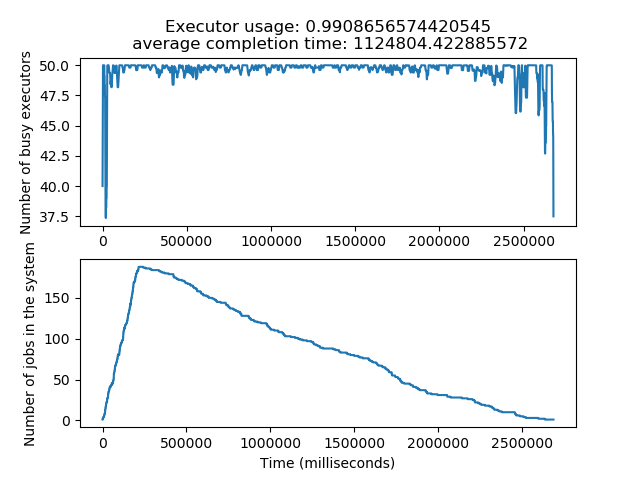 Executor usage: 0.9908656574420545
average completion time: 1124804.422885572
Number of busy executors
50.0
47.5
45.0
42.5
40.0
37.5
0 500000 1000000 1500000 2000000 2500000
Number of jobs in the system
150
100
50
0
0 500000 1000000 1500000 2000000 2500000
Time (milliseconds)